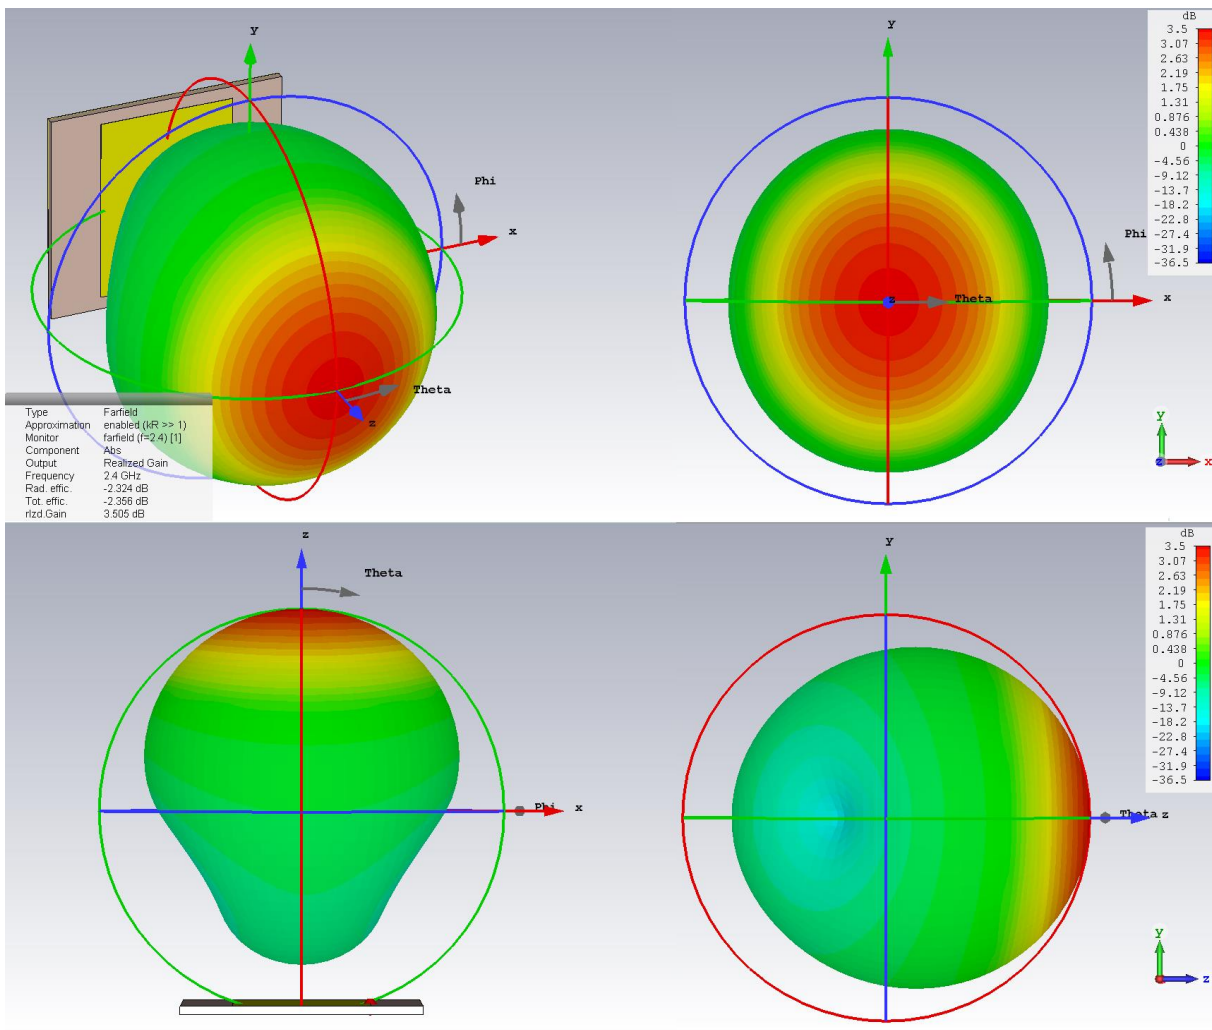 y
Phi
x
Theta
z
Type Farfield
Approximation enabled (kR >> 1)
Monitor farfield (f=2.4) [1]
Component Abs
Output Realized Gain
Frequency 2.4 GHz
Rad. effic. -2.324 dB
Tot. effic. -2.356 dB
rlzd.Gain 3.505 dB
y
Phi
z
Theta
x
dB
3.5
3.07
2.63
2.19
1.75
1.31
0.876
0.438
0
-4.56
-9.12
-13.7
-18.2
-22.8
-27.4
-31.9
-36.5
y
z
x
z
Theta
Phi
x
y
Theta
z
dB
3.5
3.07
2.63
2.19
1.75
1.31
0.876
0.438
0
-4.56
-9.12
-13.7
-18.2
-22.8
-27.4
-31.9
-36.5
y
z